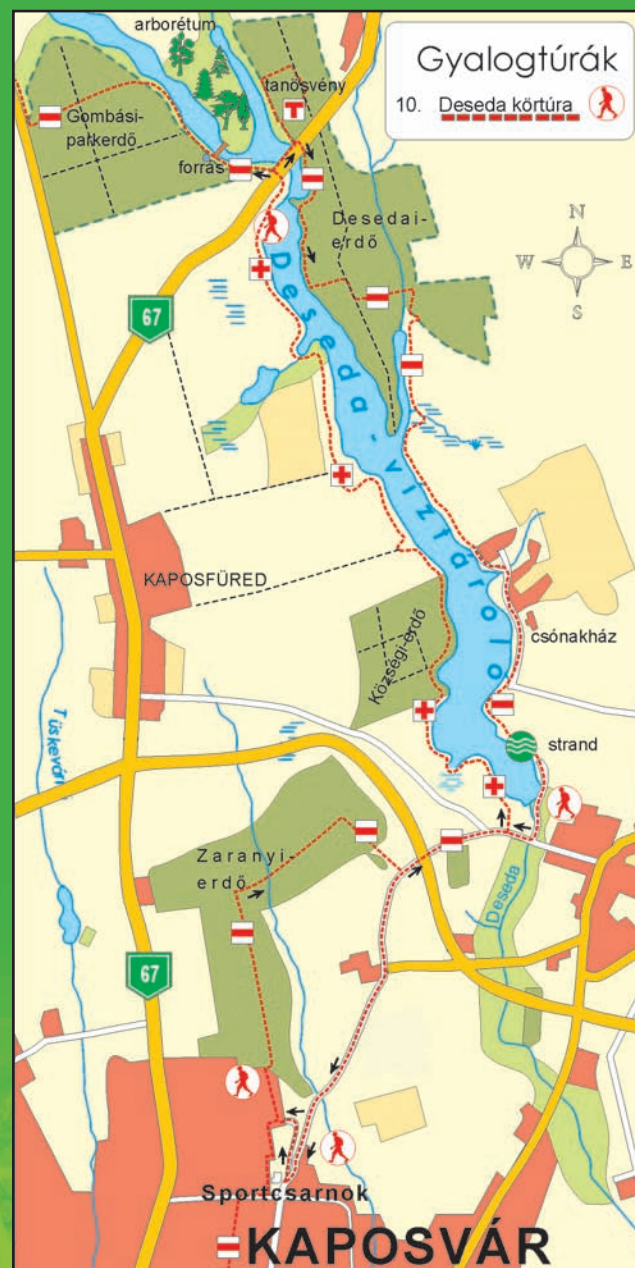 arborétum
Gyalogtúrák
10. Deseda körtúra
tanösvény
T
Gombási-
parkerdő
forrás
Desedai-
erdő
N
W E
S
67
Deseda-víztároló
KAPOSFÜRED
Községi-erdő
csónakház
Tüskevári
strand
Zaranyi-
erdő
Deseda
67
Sportcsarnok
KAPOSVÁR